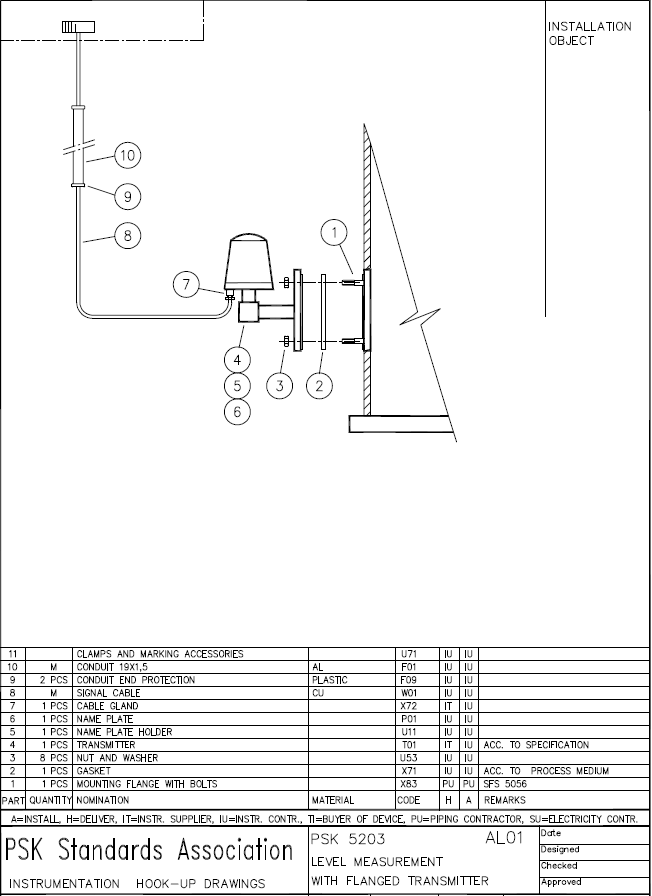 INSTALLATION
OBJECT
10
9
8
1
7
4
3
2
5
6
11 CLAMPS AND MARKING ACCESSORIES U71 IU IU
10 M CONDUIT 19X1,5 AL F01 IU IU
9 2 PCS CONDUIT END PROTECTION PLASTIC F09 IU IU
8 M SIGNAL CABLE CU W01 IU IU
7 1 PCS CABLE GLAND X72 IT IU
6 1 PCS NAME PLATE P01 IU IU
5 1 PCS NAME PLATE HOLDER U11 IU IU
4 1 PCS TRANSMITTER T01 IT IU ACC. TO SPECIFICATION
3 8 PCS NUT AND WASHER U53 IU IU
2 1 PCS GASKET X71 IU IU ACC. TO PROCESS MEDIUM
1 1 PCS MOUNTING FLANGE WITH BOLTS X83 PU PU SFS 5056
PART QUANTITY NOMINATION MATERIAL CODE H A REMARKS
A=INSTALL, H=DELIVER, IT=INSTR. SUPPLIER, IU=INSTR. CONTR., TI=BUYER OF DEVICE, PU=PIPING CONTRACTOR, SU=ELECTRICITY CONTR.
PSK Standards Association
INSTRUMENTATION HOOK-UP DRAWINGS
PSK 5203 AL01
LEVEL MEASUREMENT
WITH FLANGED TRANSMITTER
Date
Designed
Checked
Approved